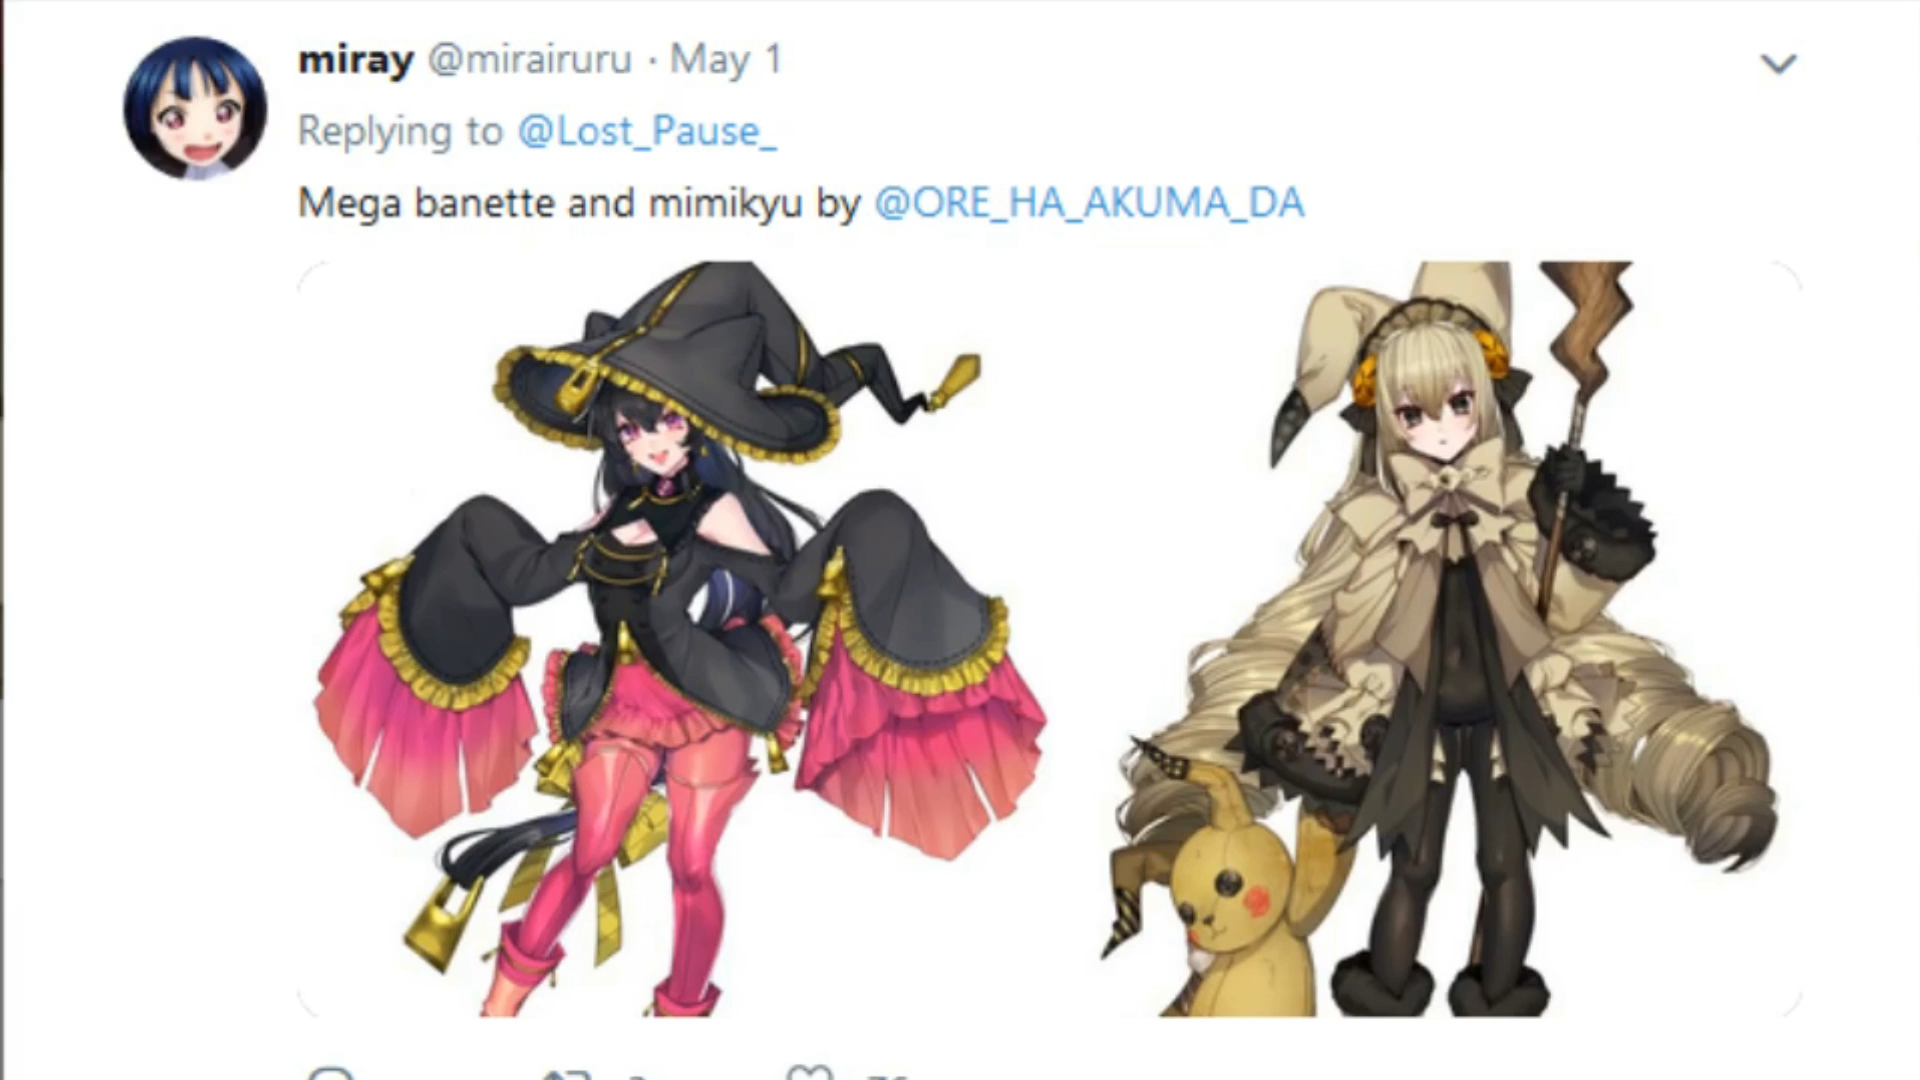 miray @mirairuru · May 1
Replying to @Lost_Pause_
Mega banette and mimikyu by @ORE_HA_AKUMA_DA